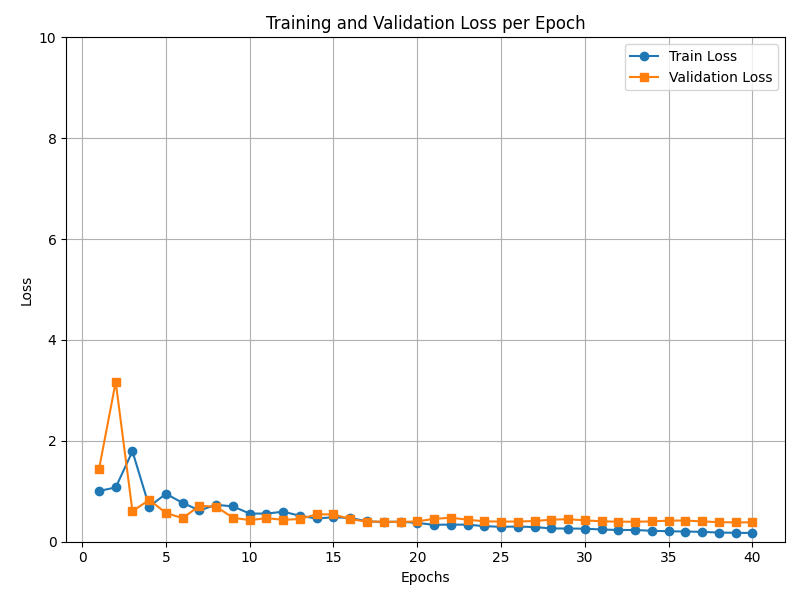 Training and Validation Loss per Epoch
Train Loss
Validation Loss
Loss
10
8
6
4
2
0
0 5 10 15 20 25 30 35 40
Epochs